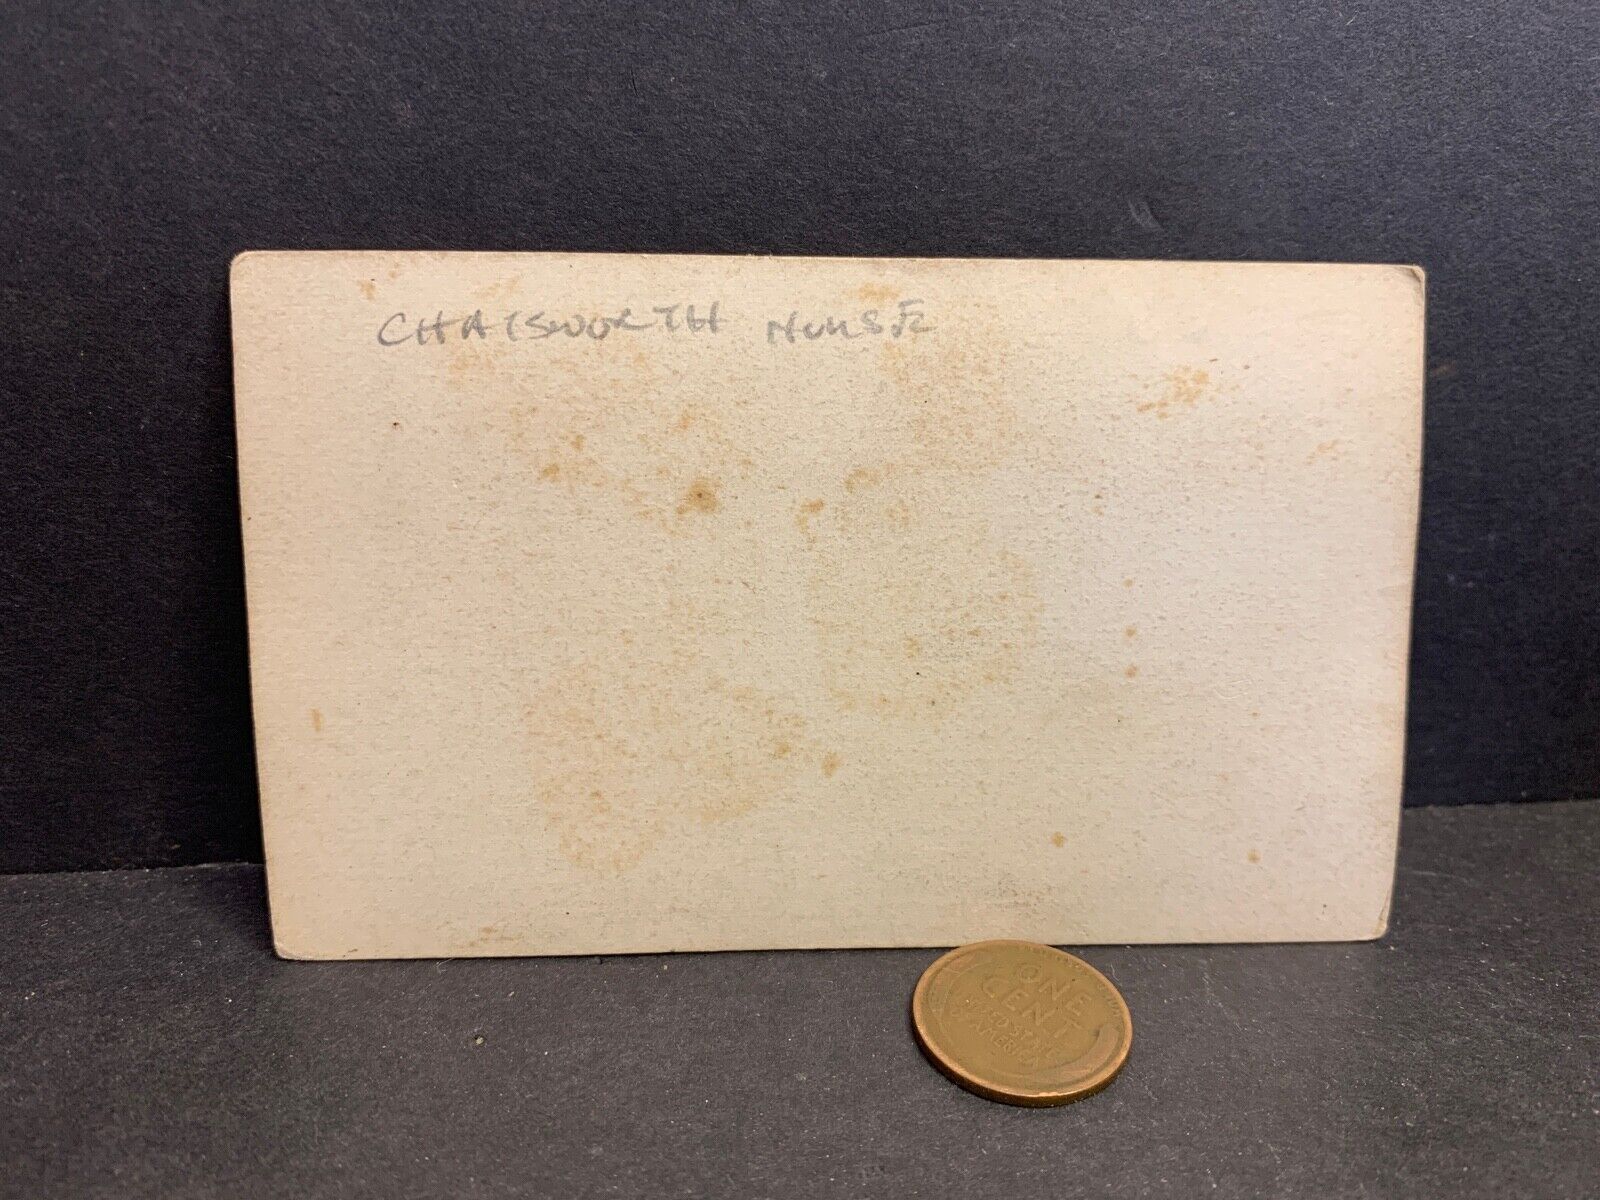 CHATSWORTH HOUSE
ONE
CENT
UNITED STATES
OF AMERICA